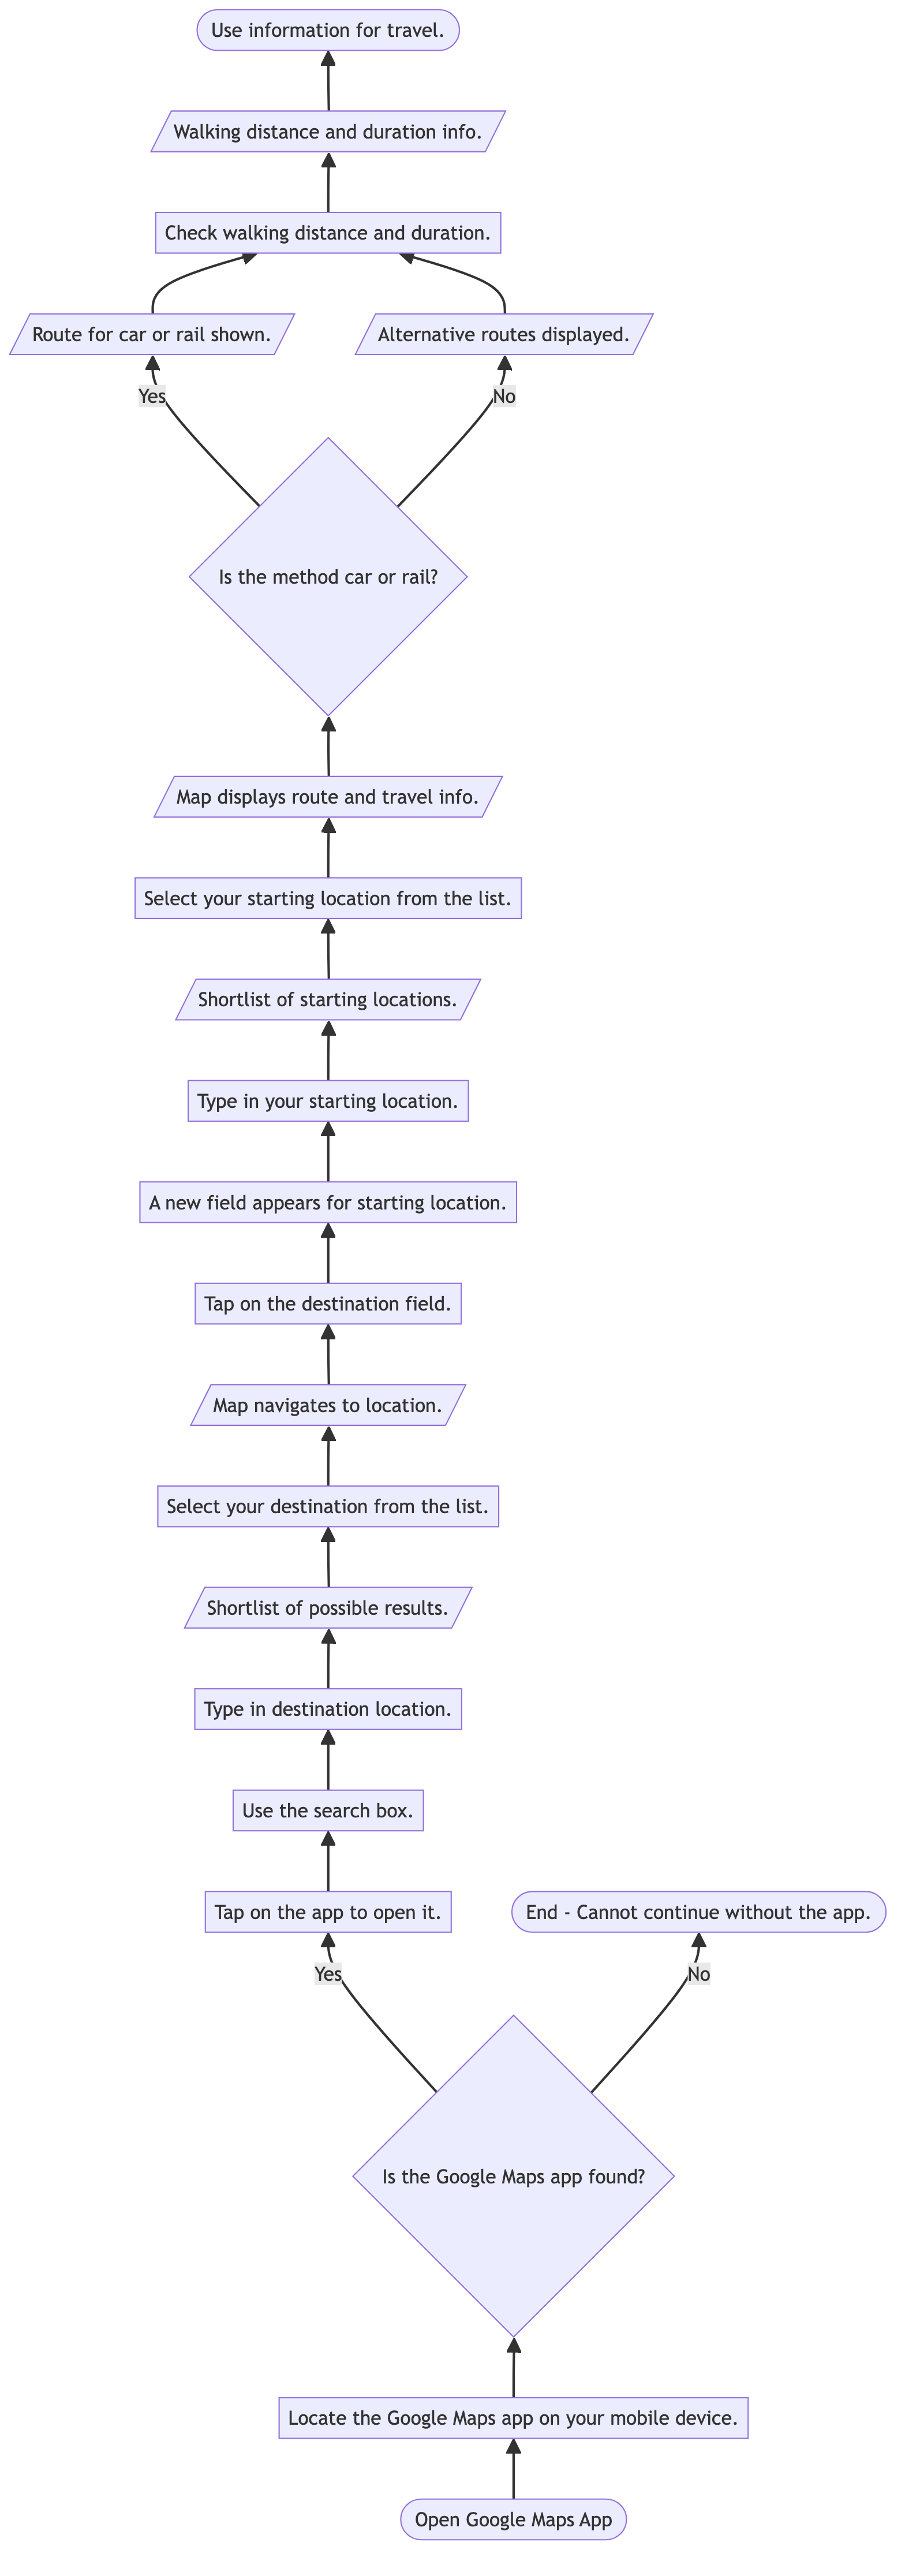 Use information for travel.
Walking distance and duration info.
Check walking distance and duration.
Route for car or rail shown.
Alternative routes displayed.
Yes
No
Is the method car or rail?
Map displays route and travel info.
Select your starting location from the list.
Shortlist of starting locations.
Type in your starting location.
A new field appears for starting location.
Tap on the destination field.
Map navigates to location.
Select your destination from the list.
Shortlist of possible results.
Type in destination location.
Use the search box.
Tap on the app to open it.
End - Cannot continue without the app.
Yes
No
Is the Google Maps app found?
Locate the Google Maps app on your mobile device.
Open Google Maps App